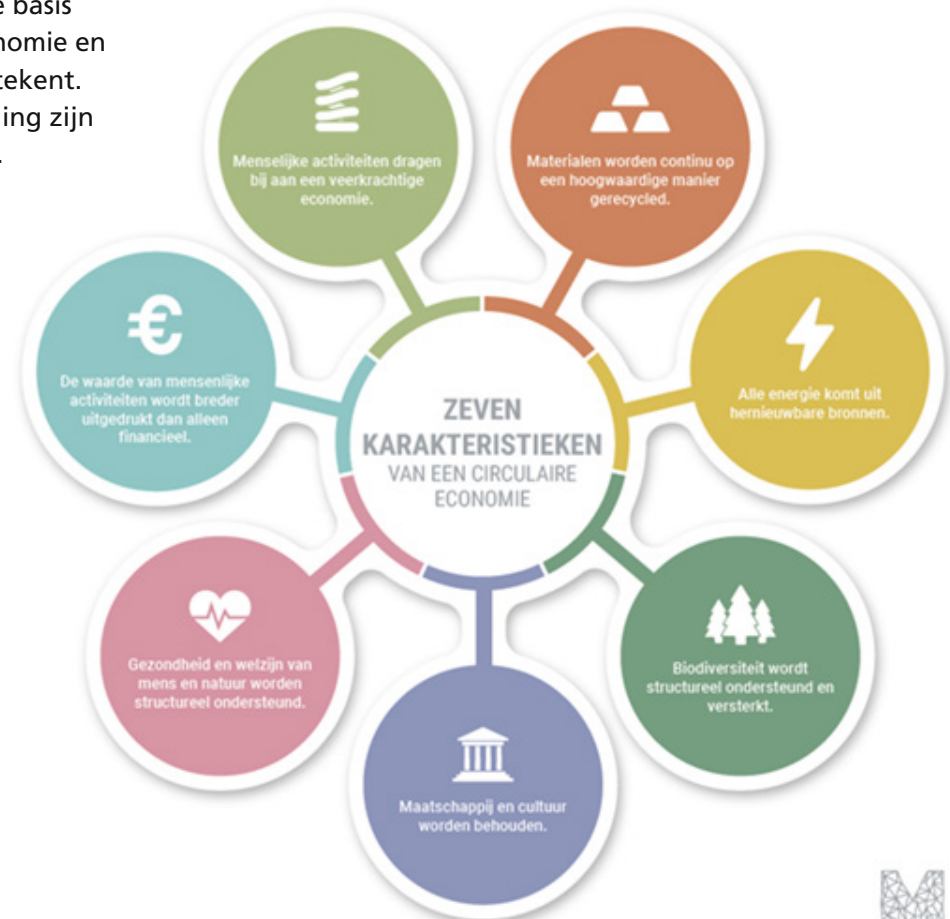 basis
nomie en
tekent.
ing zijn
.
Menselijke activiteiten dragen
bij aan een veerkrachtige
economie.
Materialen worden continu op
een hoogwaardige manier
gerecycled.
€
De waarde van mensenlijke
activiteiten wordt breder
uitgedrukt dan alleen
financieel.
Alle energie komt uit
hernieuwbare bronnen.
ZEVEN
KARAKTERISTIEKEN
VAN EEN CIRCULAIRE
ECONOMIE
Gezondheid en welzijn van
mens en natuur worden
structureel ondersteund.
Biodiversiteit wordt
structureel ondersteund en
versterkt.
Maatschappij en cultuur
worden behouden.
M